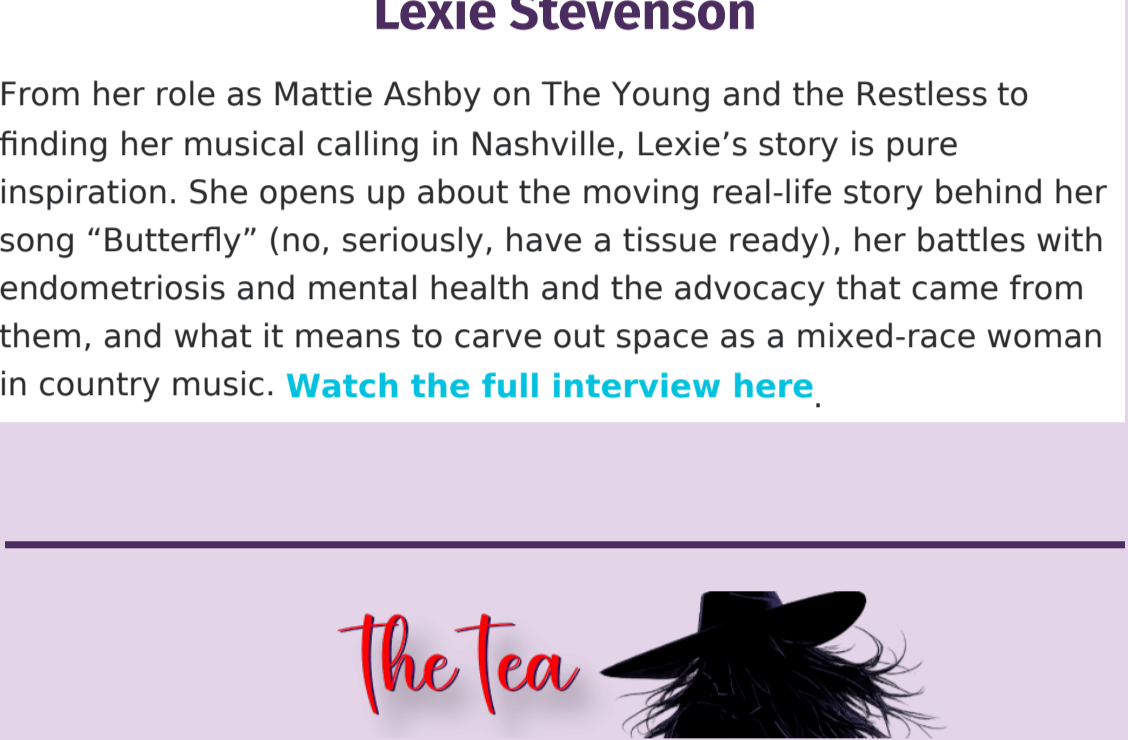 Lexie Stevenson
From her role as Mattie Ashby on The Young and the Restless to
finding her musical calling in Nashville, Lexie’s story is pure
inspiration. She opens up about the moving real-life story behind her
song “Butterfly” (no, seriously, have a tissue ready), her battles with
endometriosis and mental health and the advocacy that came from
them, and what it means to carve out space as a mixed-race woman
in country music. Watch the full interview here.
the tea